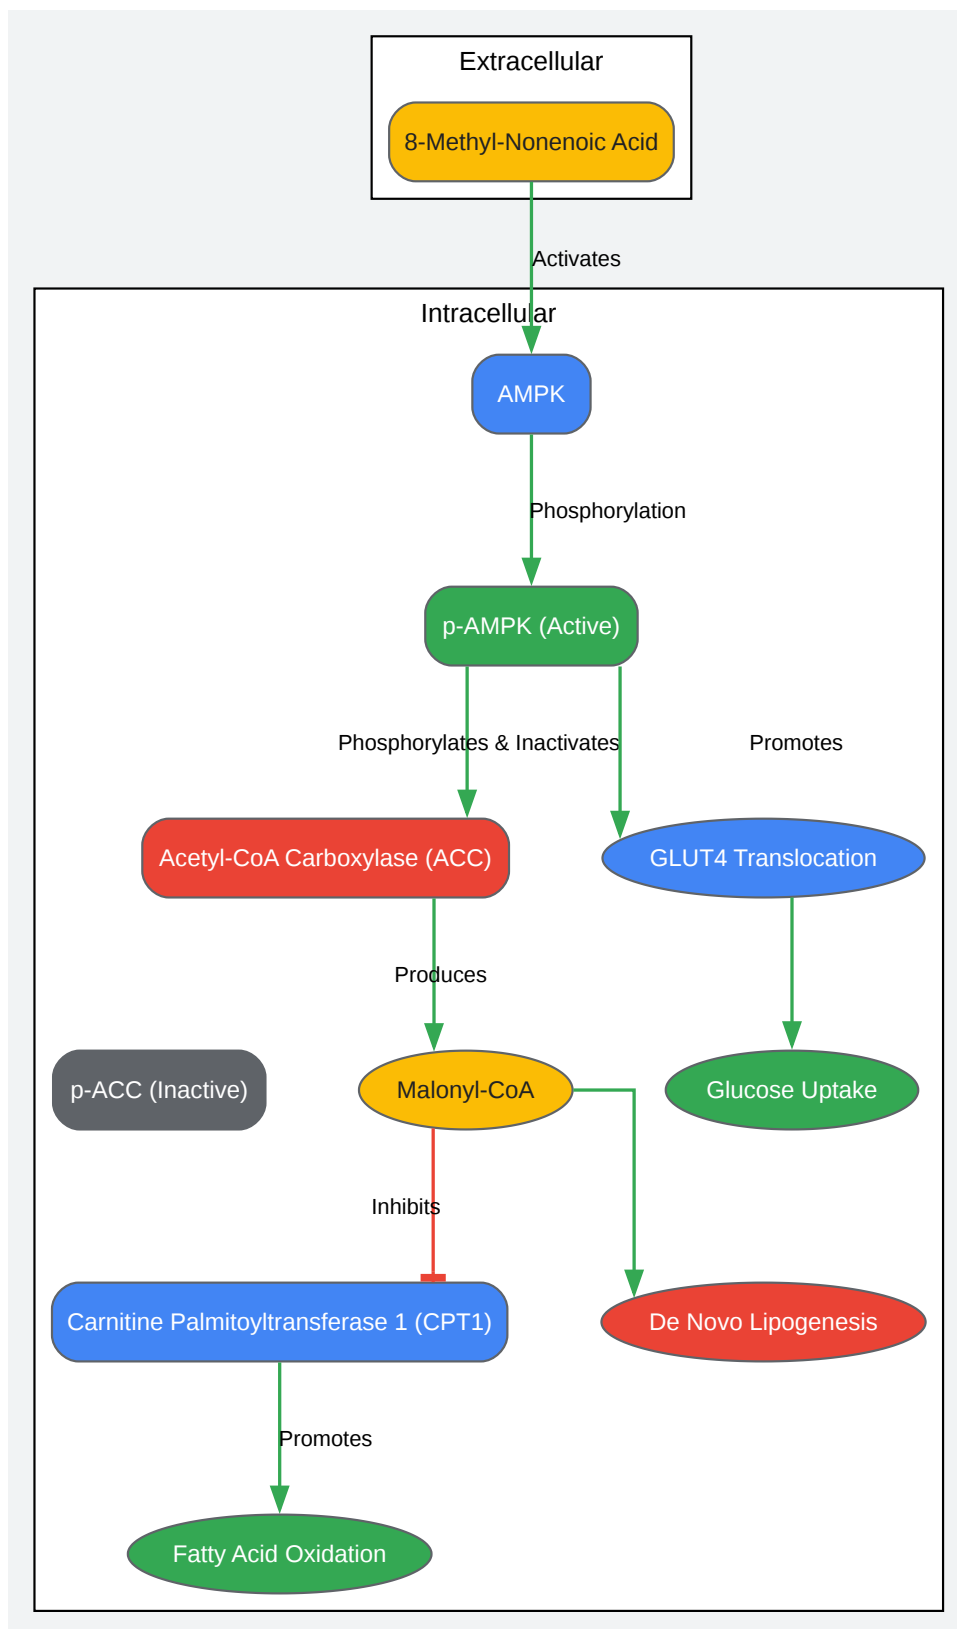 Extracellular
8-Methyl-Nonenoic Acid
Activates
Intracellular
AMPK
Phosphorylation
p-AMPK (Active)
Phosphorylates & Inactivates
Promotes
Acetyl-CoA Carboxylase (ACC)
GLUT4 Translocation
Produces
p-ACC (Inactive)
Malonyl-CoA
Glucose Uptake
Inhibits
Carnitine Palmitoyltransferase 1 (CPT1)
De Novo Lipogenesis
Promotes
Fatty Acid Oxidation